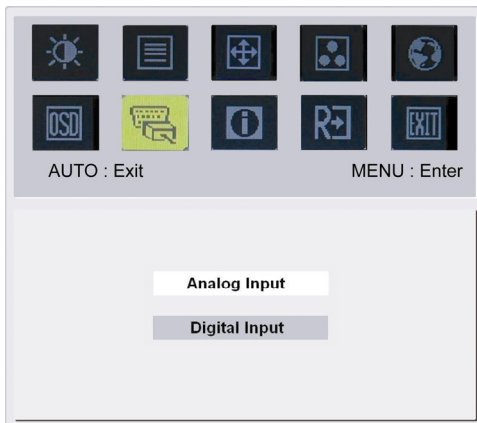 OSD
i
R
EXIT
AUTO : Exit
MENU : Enter
Analog Input
Digital Input